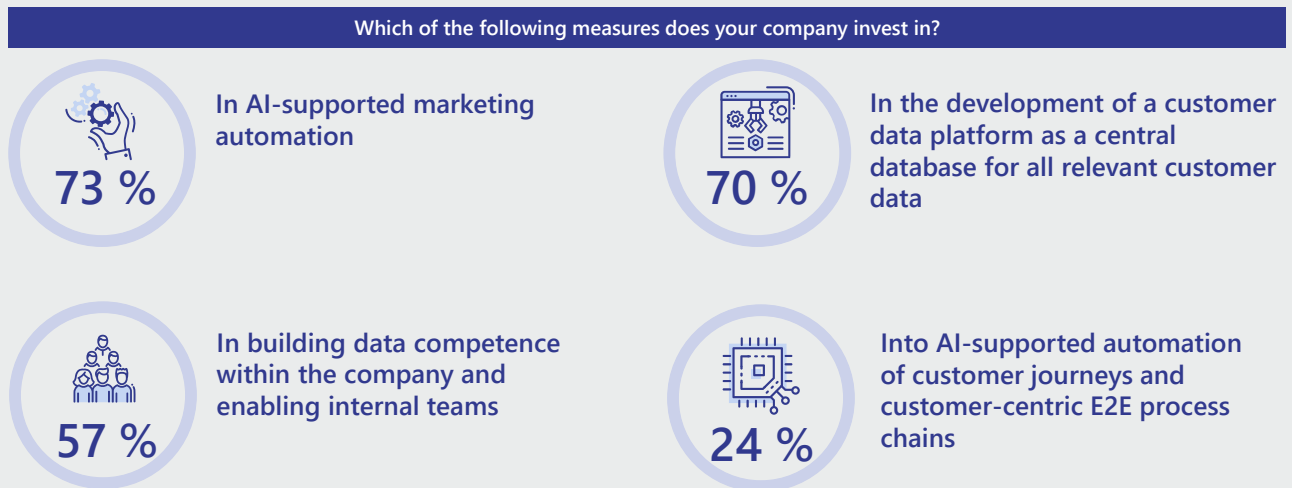 Which of the following measures does your company invest in?
73 %
In AI-supported marketing
automation
70 %
In the development of a customer
data platform as a central
database for all relevant customer
data
57 %
In building data competence
within the company and
enabling internal teams
24 %
Into AI-supported automation
of customer journeys and
customer-centric E2E process
chains